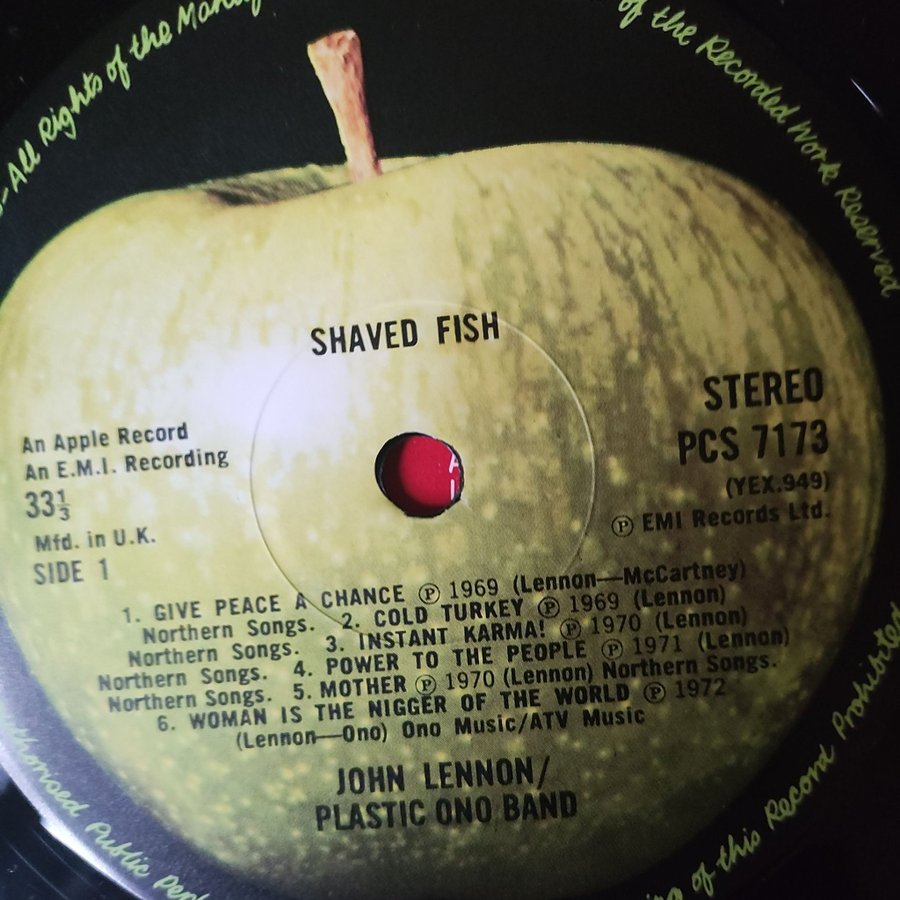 -All Rights of the
of the Recorded Work Reserved
SHAVED FISH
STEREO
PCS 7173
(YEX.949)
℗ EMI Records Ltd.
An Apple Record
An E.M.I. Recording
33⅓
Mfd. in U.K.
SIDE 1
1. GIVE PEACE A CHANCE ℗ 1969 (Lennon—McCartney)
Northern Songs. 2. COLD TURKEY ℗ 1969 (Lennon)
Northern Songs. 3. INSTANT KARMA! ℗ 1970 (Lennon)
Northern Songs. 4. POWER TO THE PEOPLE ℗ 1971 (Lennon)
Northern Songs. 5. MOTHER ℗ 1970 (Lennon) Northern Songs.
6. WOMAN IS THE NIGGER OF THE WORLD ℗ 1972
(Lennon—Ono) Ono Music/ATV Music
JOHN LENNON/
PLASTIC ONO BAND
Public
of this Record Prohibited